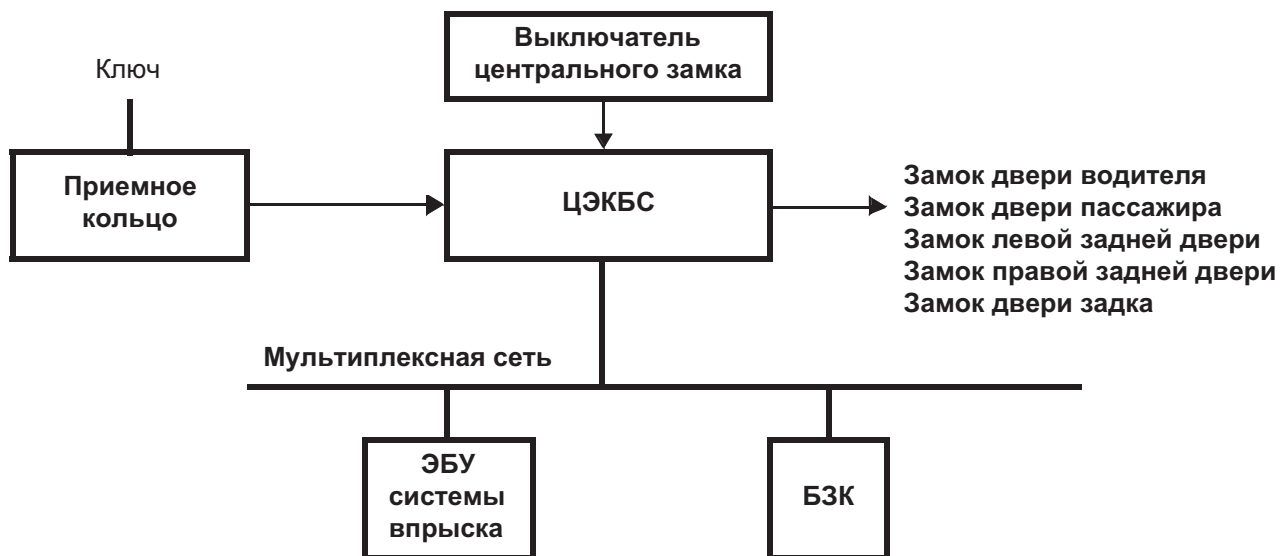 Выключатель
центрального замка
Ключ
Приемное
кольцо
ЦЭКБС
Замок двери водителя
Замок двери пассажира
Замок левой задней двери
Замок правой задней двери
Замок двери задка
Мультиплексная сеть
ЭБУ
системы
впрыска
БЗК